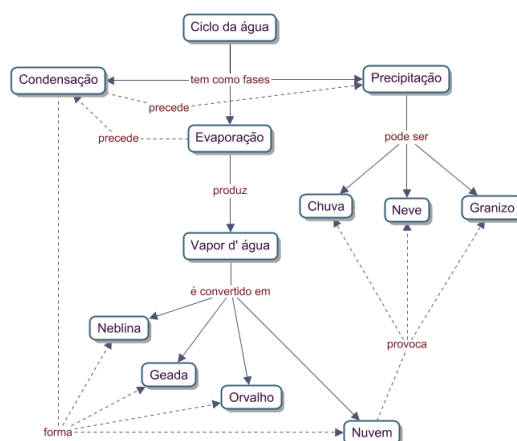 Ciclo da água
Condensação
tem como fases
Precipitação
precede
precede
Evaporação
pode ser
produz
Chuva
Neve
Granizo
Vapor d' água
é convertido em
Neblina
provoca
Geada
Orvalho
forma
Nuvem